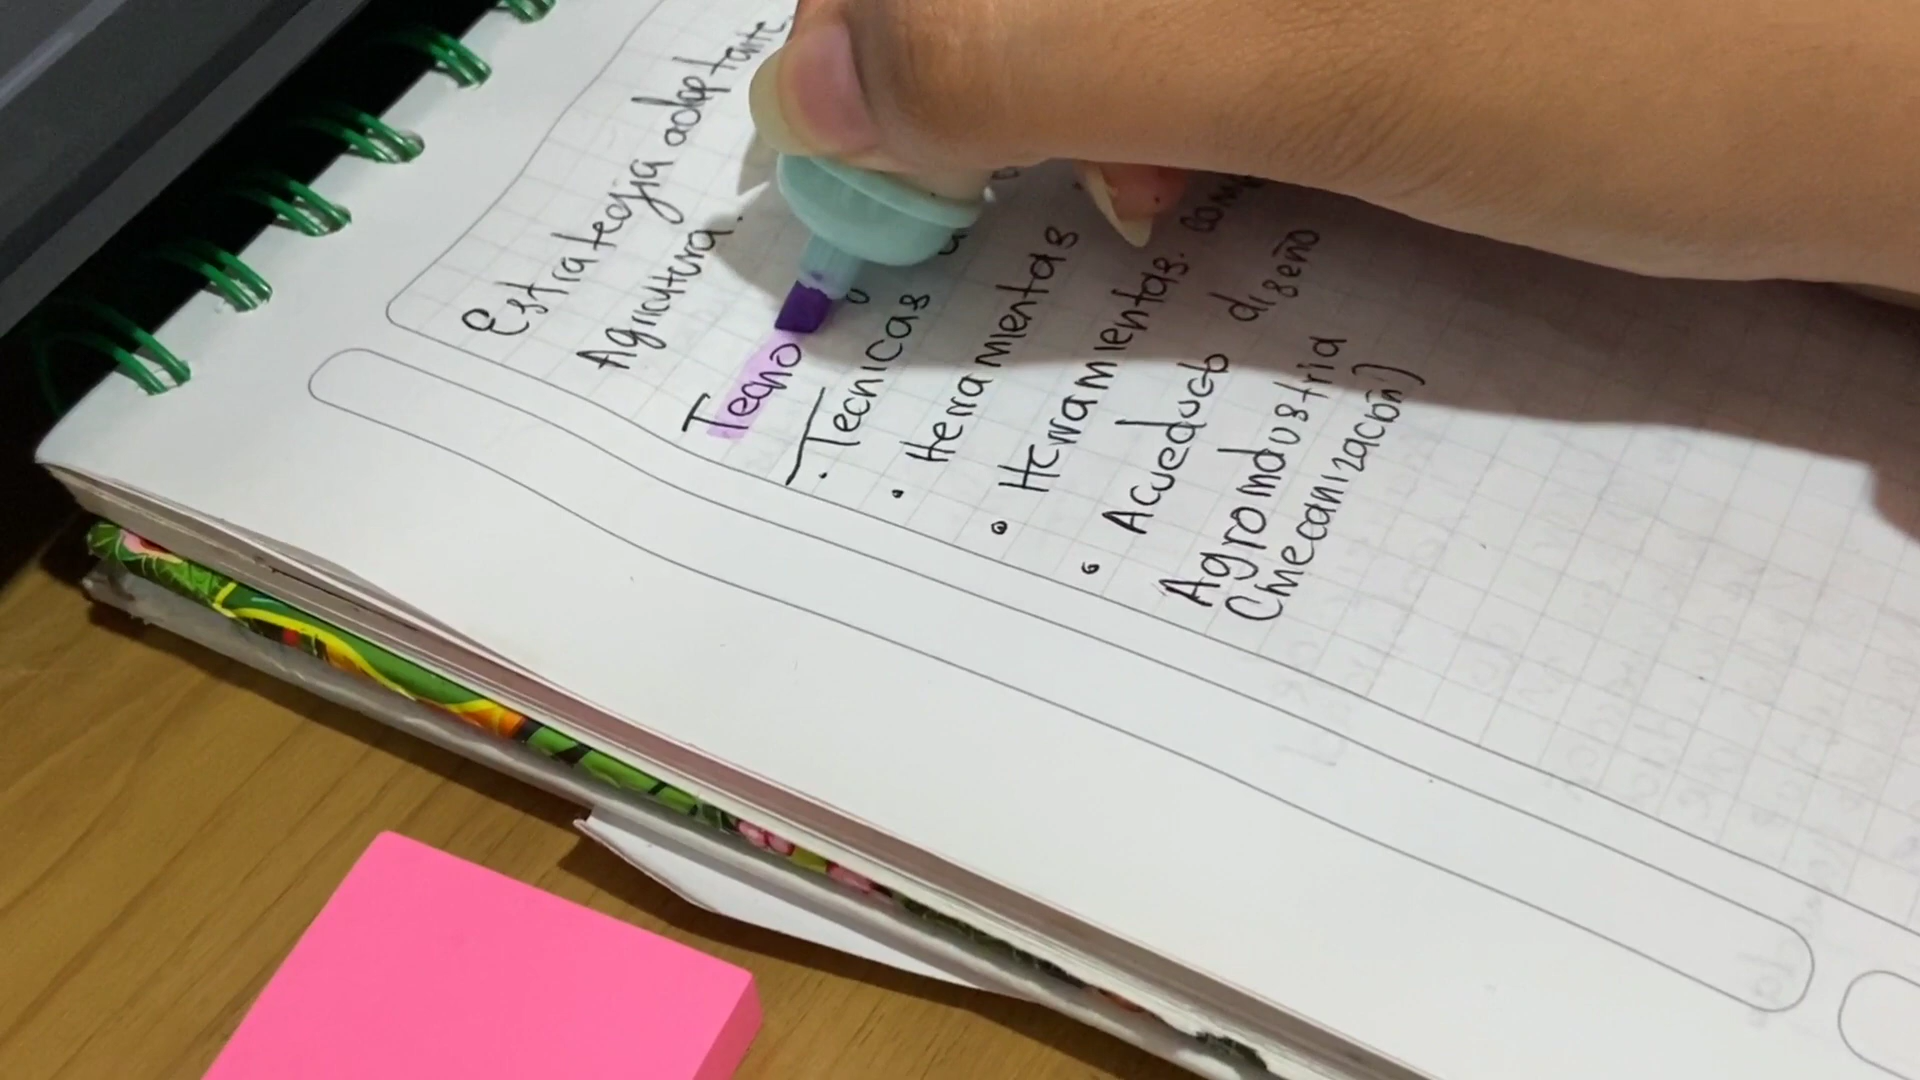 Estrategia adaptante
Agricultura.
Tecno
. Tecnicas
• Herramientas
• Herramientas.
• Acueducto diseño
Agroindustria
(mecanización)